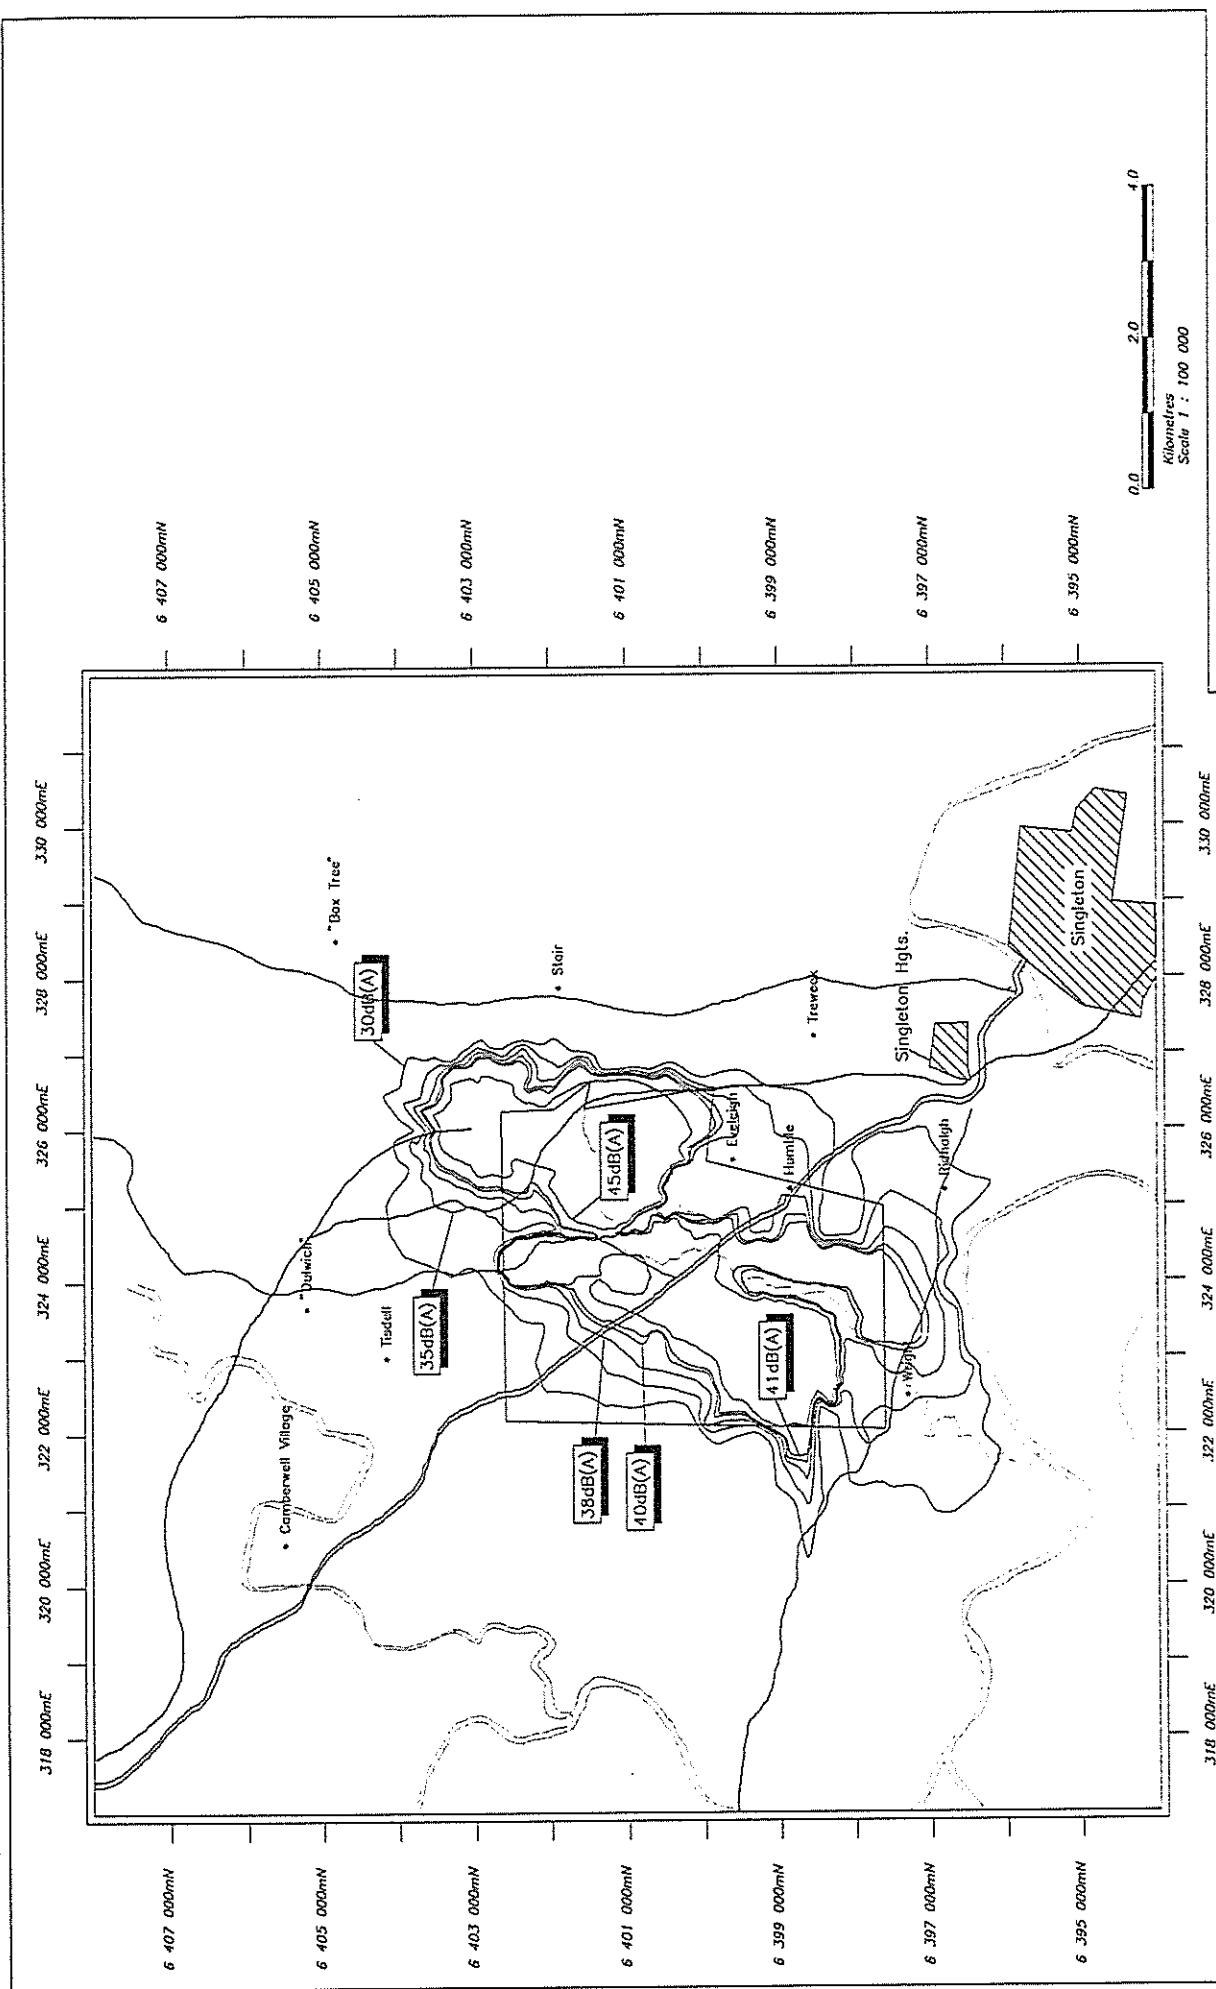 318 000mE
320 000mE
322 000mE
324 000mE
326 000mE
328 000mE
330 000mE
6 407 000mN
6 407 000mN
6 405 000mN
6 405 000mN
6 403 000mN
6 403 000mN
6 401 000mN
6 401 000mN
6 399 000mN
6 399 000mN
6 397 000mN
6 397 000mN
6 395 000mN
6 395 000mN
Camberwell Village
"Dulwich"
"Box Tree"
30dB(A)
Tisdell
35dB(A)
Stair
38dB(A)
45dB(A)
40dB(A)
Ekeleigh
41dB(A)
Humble
Treweek
Wright
Singleton Hgts.
Ridhalgh
Singleton
318 000mE
320 000mE
322 000mE
324 000mE
326 000mE
328 000mE
330 000mE
0.0
2.0
4.0
Kilometres
Scale 1 : 100 000